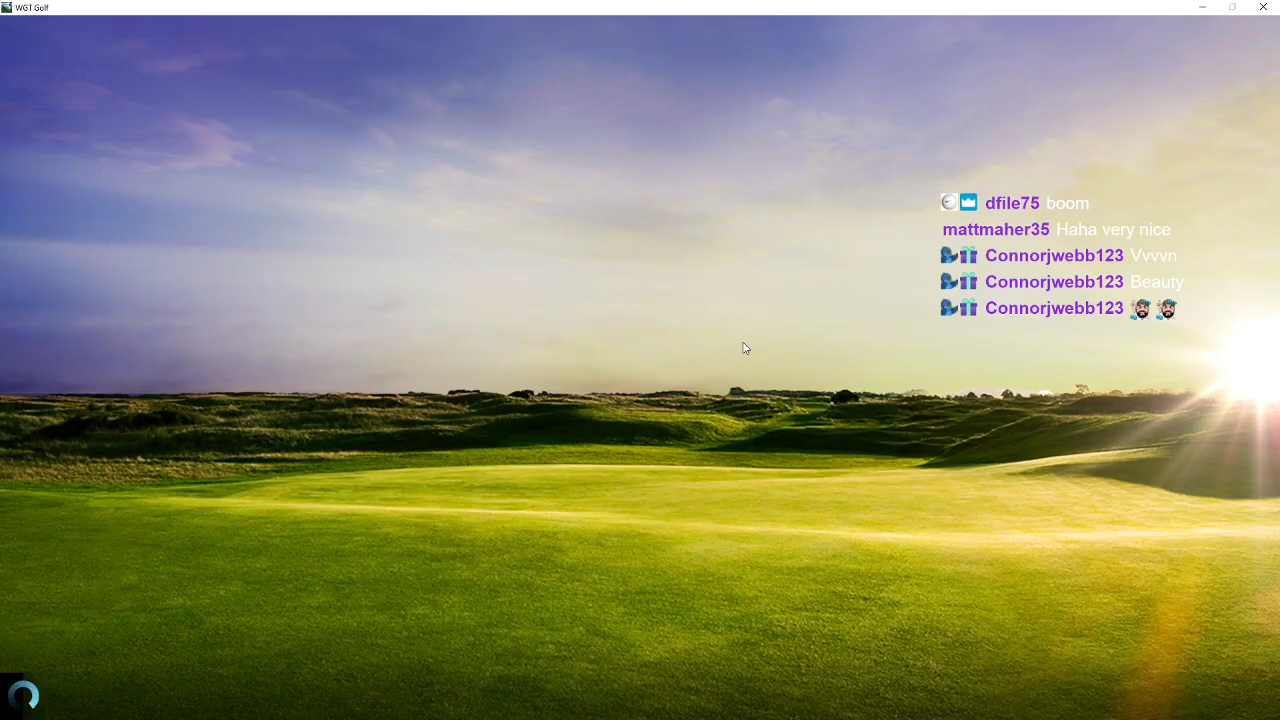 WGT Golf
dfile75 boom
mattmaher35 Haha very nice
Connorjwebb123 Vvvvn
Connorjwebb123 Beauty
Connorjwebb123